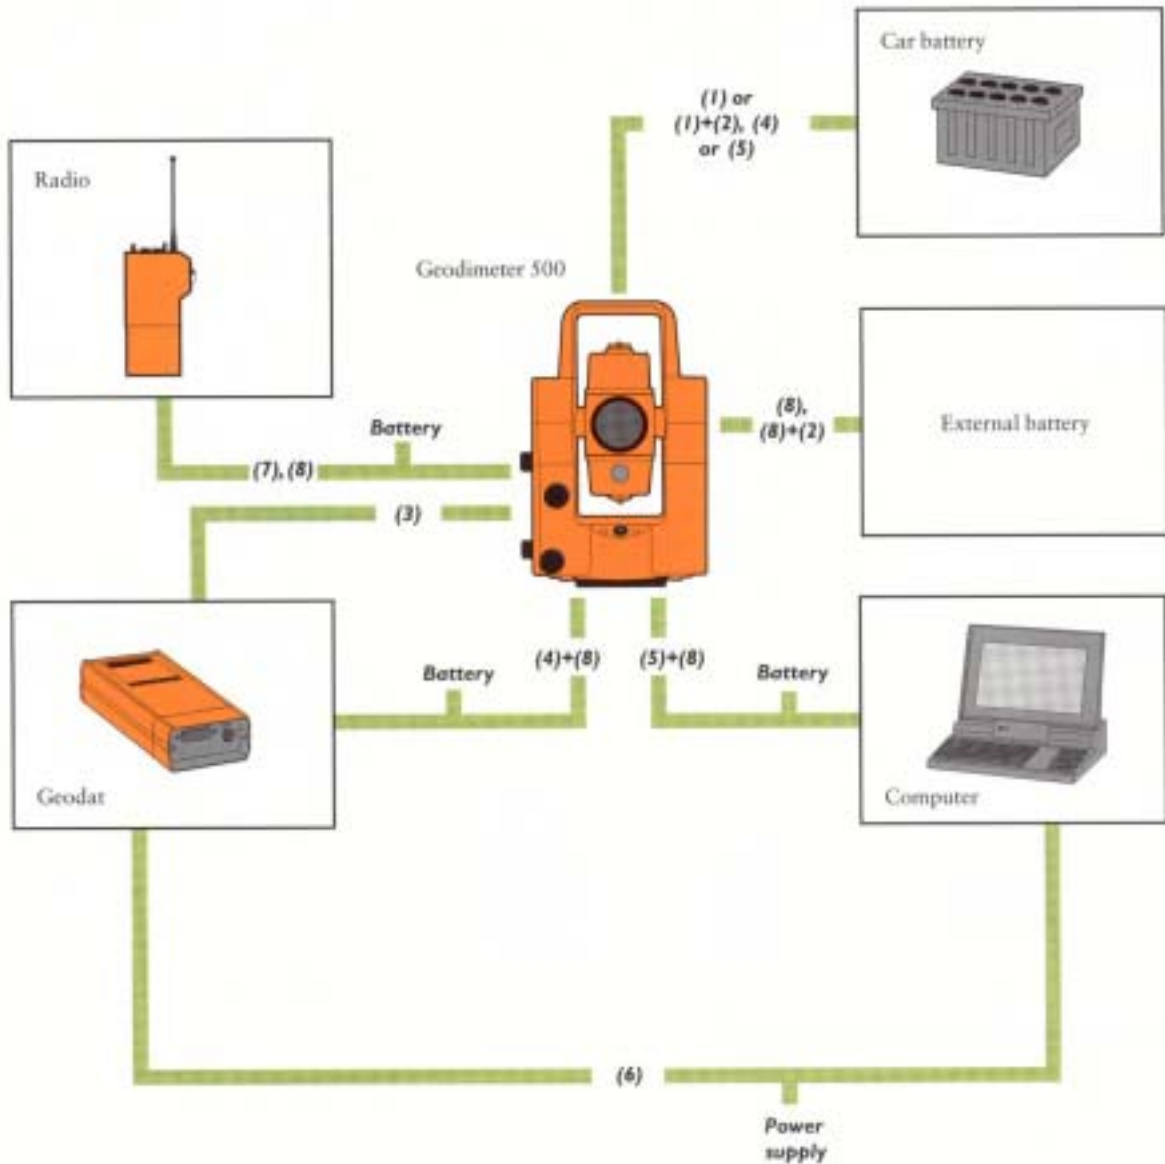 Car battery
(1) or
(1)+(2), (4)
or (5)
Radio
Geodimeter 500
Battery
(8),
(8)+(2)
External battery
(7), (8)
(3)
(4)+(8)
(5)+(8)
Battery
Battery
Geodat
Computer
(6)
Power
supply